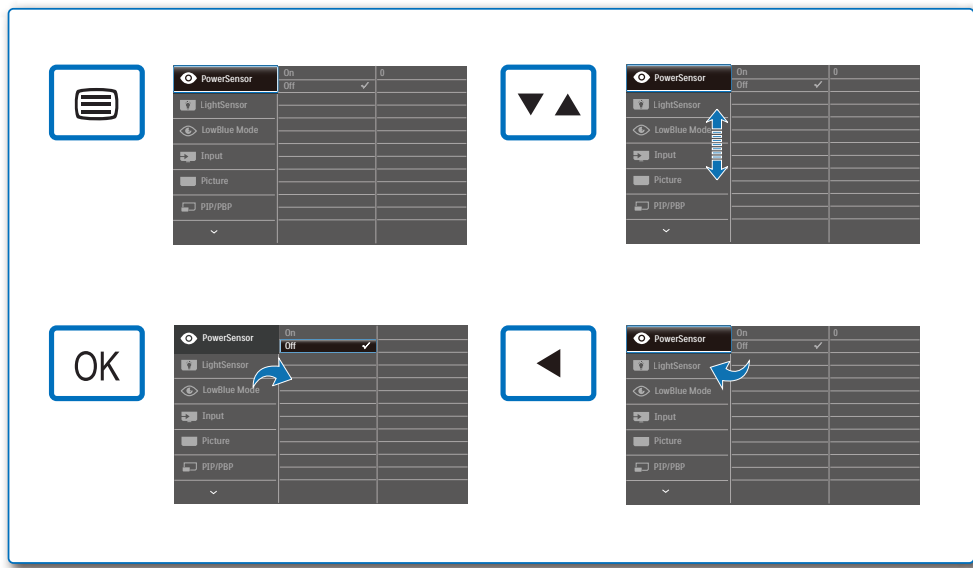 PowerSensor On 0
Off ✓
LightSensor
LowBlue Mode
Input
Picture
PIP/PBP
PowerSensor On 0
Off ✓
LightSensor
LowBlue Mode
Input
Picture
PIP/PBP
OK
PowerSensor On
Off ✓
LightSensor
LowBlue Mode
Input
Picture
PIP/PBP
PowerSensor On 0
Off ✓
LightSensor
LowBlue Mode
Input
Picture
PIP/PBP